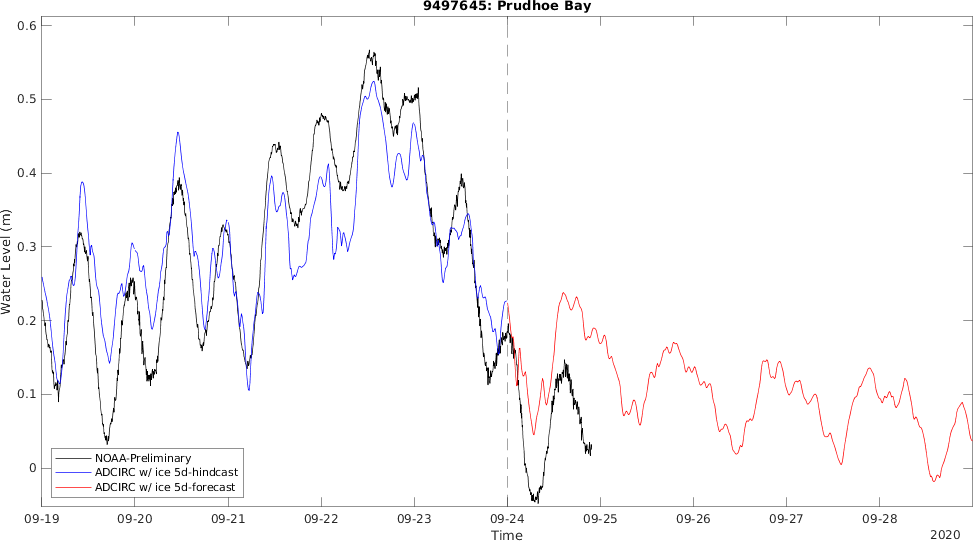 9497645: Prudhoe Bay
0.6
0.5
0.4
0.3
0.2
0.1
0
Water Level (m)
NOAA-Preliminary
ADCIRC w/ ice 5d-hindcast
ADCIRC w/ ice 5d-forecast
09-19 09-20 09-21 09-22 09-23 09-24 09-25 09-26 09-27 09-28
Time
2020